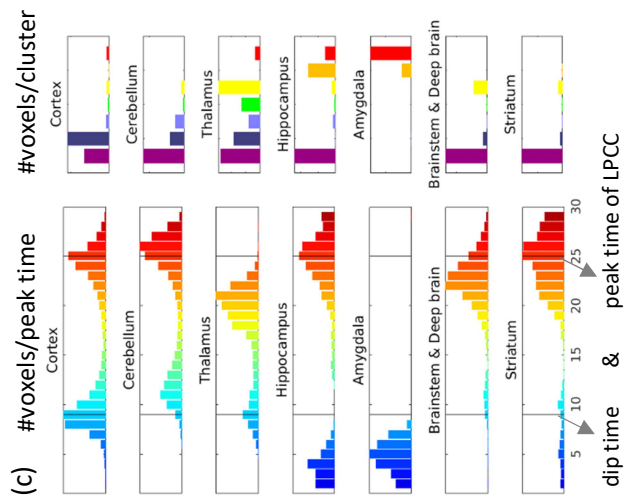 (c) #voxels/peak time #voxels/cluster
Cortex Cortex
Cerebellum Cerebellum
Thalamus Thalamus
Hippocampus Hippocampus
Amygdala Amygdala
Brainstem & Deep brain Brainstem & Deep brain
Striatum Striatum
5 10 15 20 25 30
dip time & peak time of LPCC